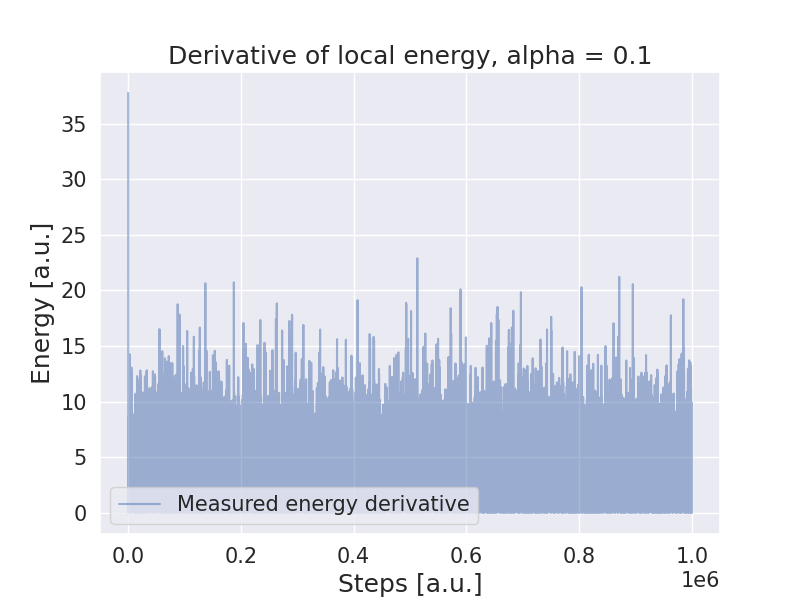 Derivative of local energy, alpha = 0.1
Energy [a.u.]
35
30
25
20
15
10
5
0
Measured energy derivative
0.0 0.2 0.4 0.6 0.8 1.0
1e6
Steps [a.u.]